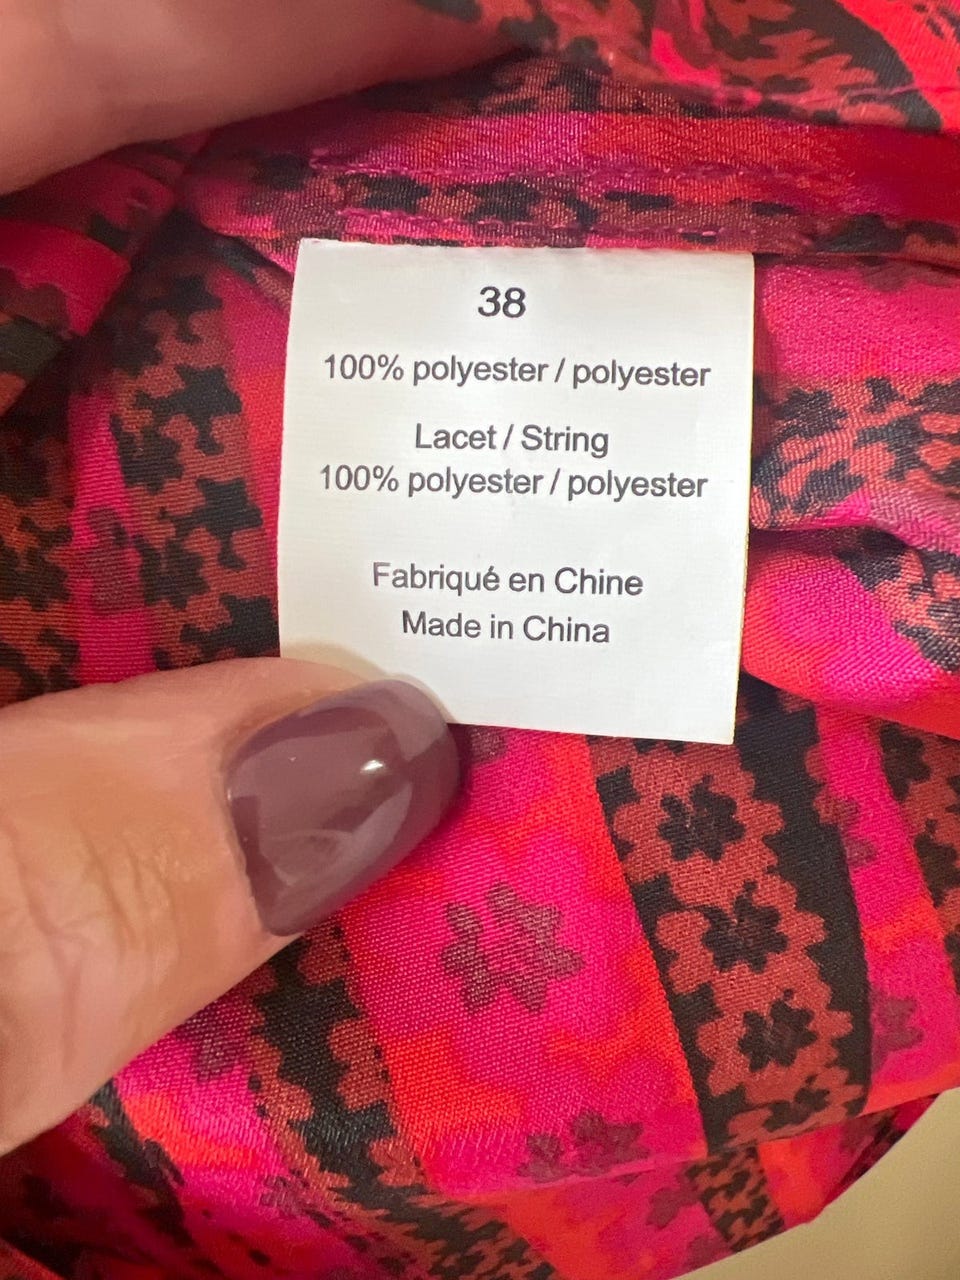 38
100% polyester / polyester
Lacet / String
100% polyester / polyester
Fabriqué en Chine
Made in China